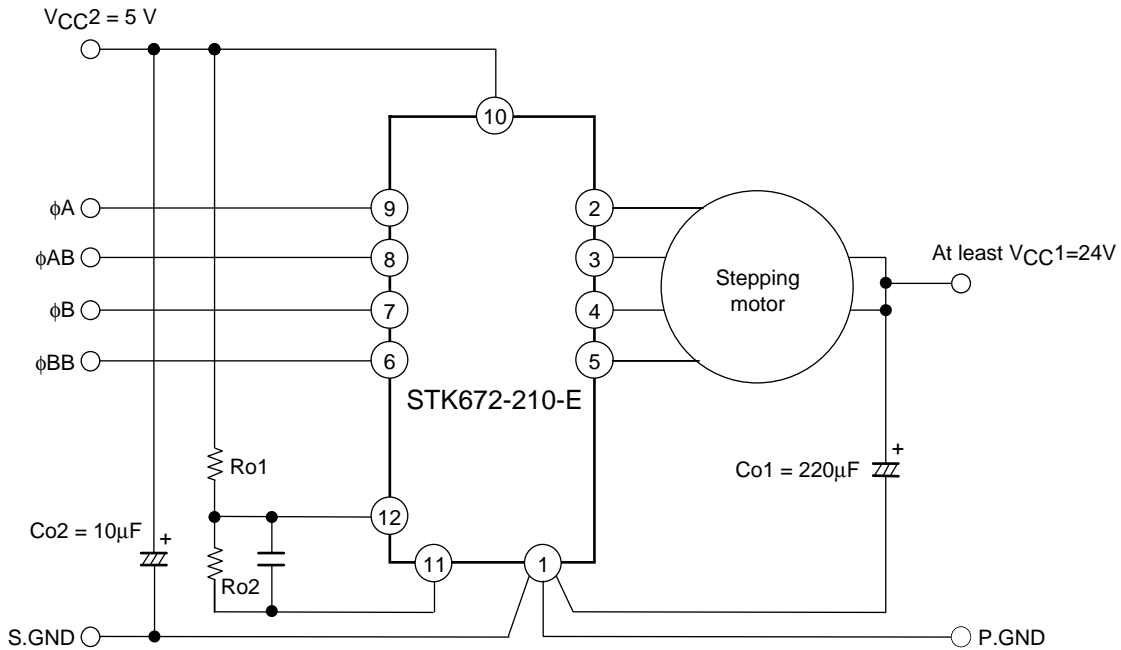 VCC2 = 5 V
10
ϕA
9
2
ϕAB
8
3
At least VCC1=24V
Stepping
motor
ϕB
7
4
ϕBB
6
5
STK672-210-E
Ro1
Co1 = 220μF
+
12
Co2 = 10μF
+
Ro2
11
1
S.GND
P.GND